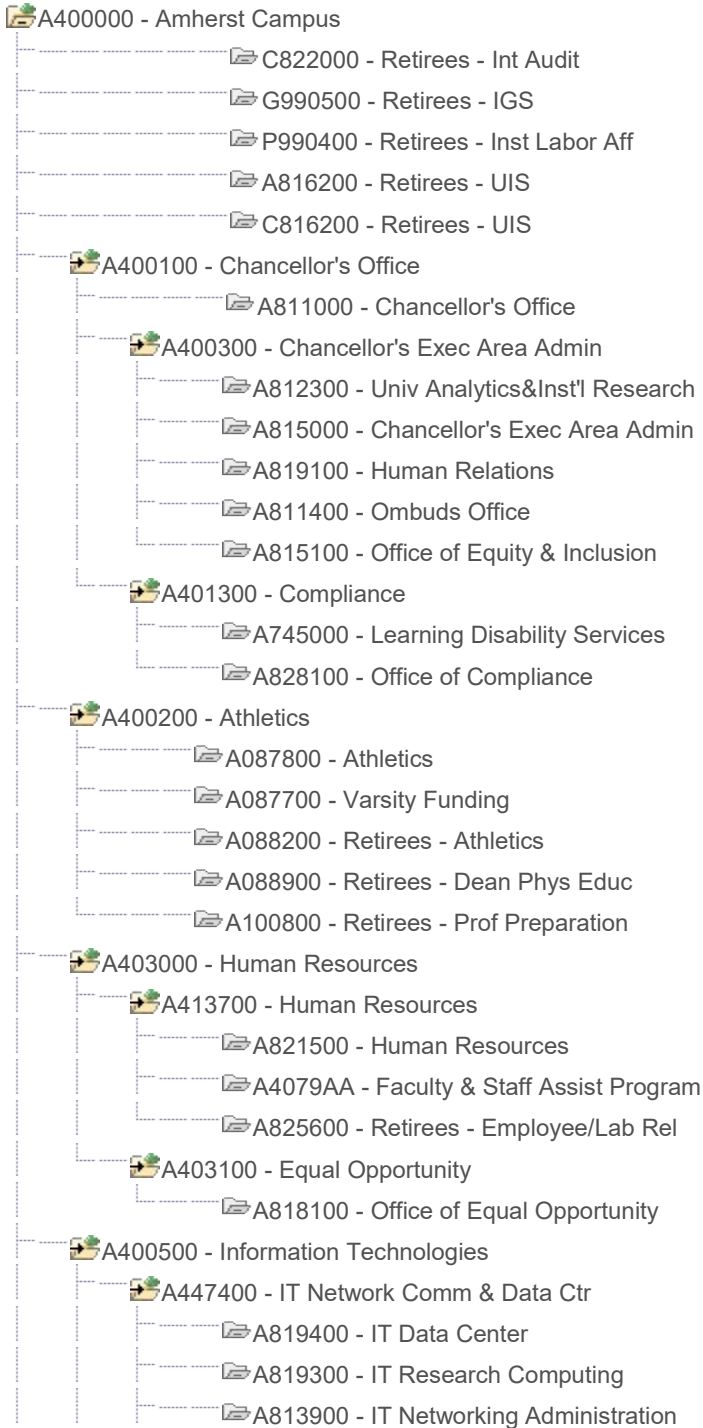 A400000 - Amherst Campus
C822000 - Retirees - Int Audit
G990500 - Retirees - IGS
P990400 - Retirees - Inst Labor Aff
A816200 - Retirees - UIS
C816200 - Retirees - UIS
A400100 - Chancellor's Office
A811000 - Chancellor's Office
A400300 - Chancellor's Exec Area Admin
A812300 - Univ Analytics&Inst'l Research
A815000 - Chancellor's Exec Area Admin
A819100 - Human Relations
A811400 - Ombuds Office
A815100 - Office of Equity & Inclusion
A401300 - Compliance
A745000 - Learning Disability Services
A828100 - Office of Compliance
A400200 - Athletics
A087800 - Athletics
A087700 - Varsity Funding
A088200 - Retirees - Athletics
A088900 - Retirees - Dean Phys Educ
A100800 - Retirees - Prof Preparation
A403000 - Human Resources
A413700 - Human Resources
A821500 - Human Resources
A4079AA - Faculty & Staff Assist Program
A825600 - Retirees - Employee/Lab Rel
A403100 - Equal Opportunity
A818100 - Office of Equal Opportunity
A400500 - Information Technologies
A447400 - IT Network Comm & Data Ctr
A819400 - IT Data Center
A819300 - IT Research Computing
A813900 - IT Networking Administration